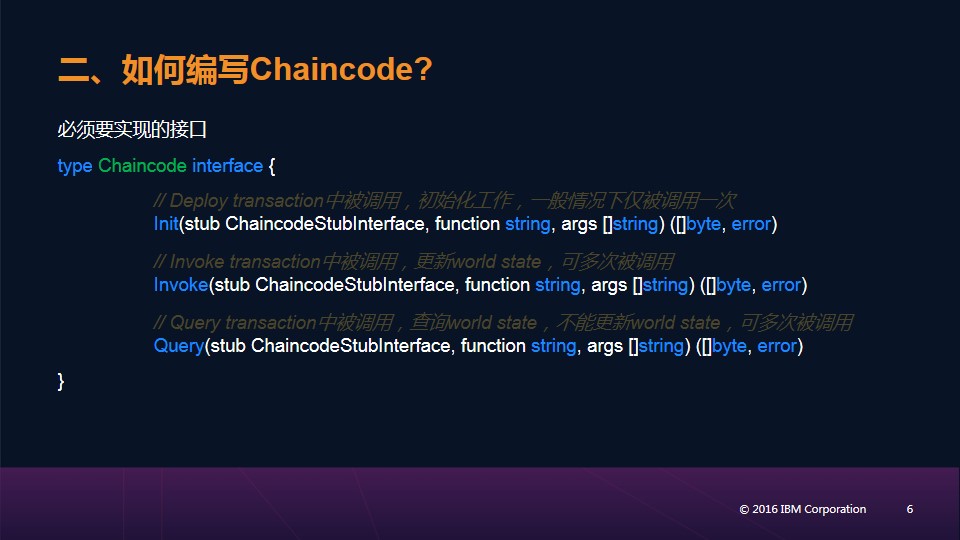 二、如何编写Chaincode?
必须要实现的接口
type Chaincode interface {
// Deploy transaction中被调用，初始化工作，一般情况下仅被调用一次
Init(stub ChaincodeStubInterface, function string, args []string) ([]byte, error)
// Invoke transaction中被调用，更新world state，可多次被调用
Invoke(stub ChaincodeStubInterface, function string, args []string) ([]byte, error)
// Query transaction中被调用，查询world state，不能更新world state，可多次被调用
Query(stub ChaincodeStubInterface, function string, args []string) ([]byte, error)
}
© 2016 IBM Corporation 6